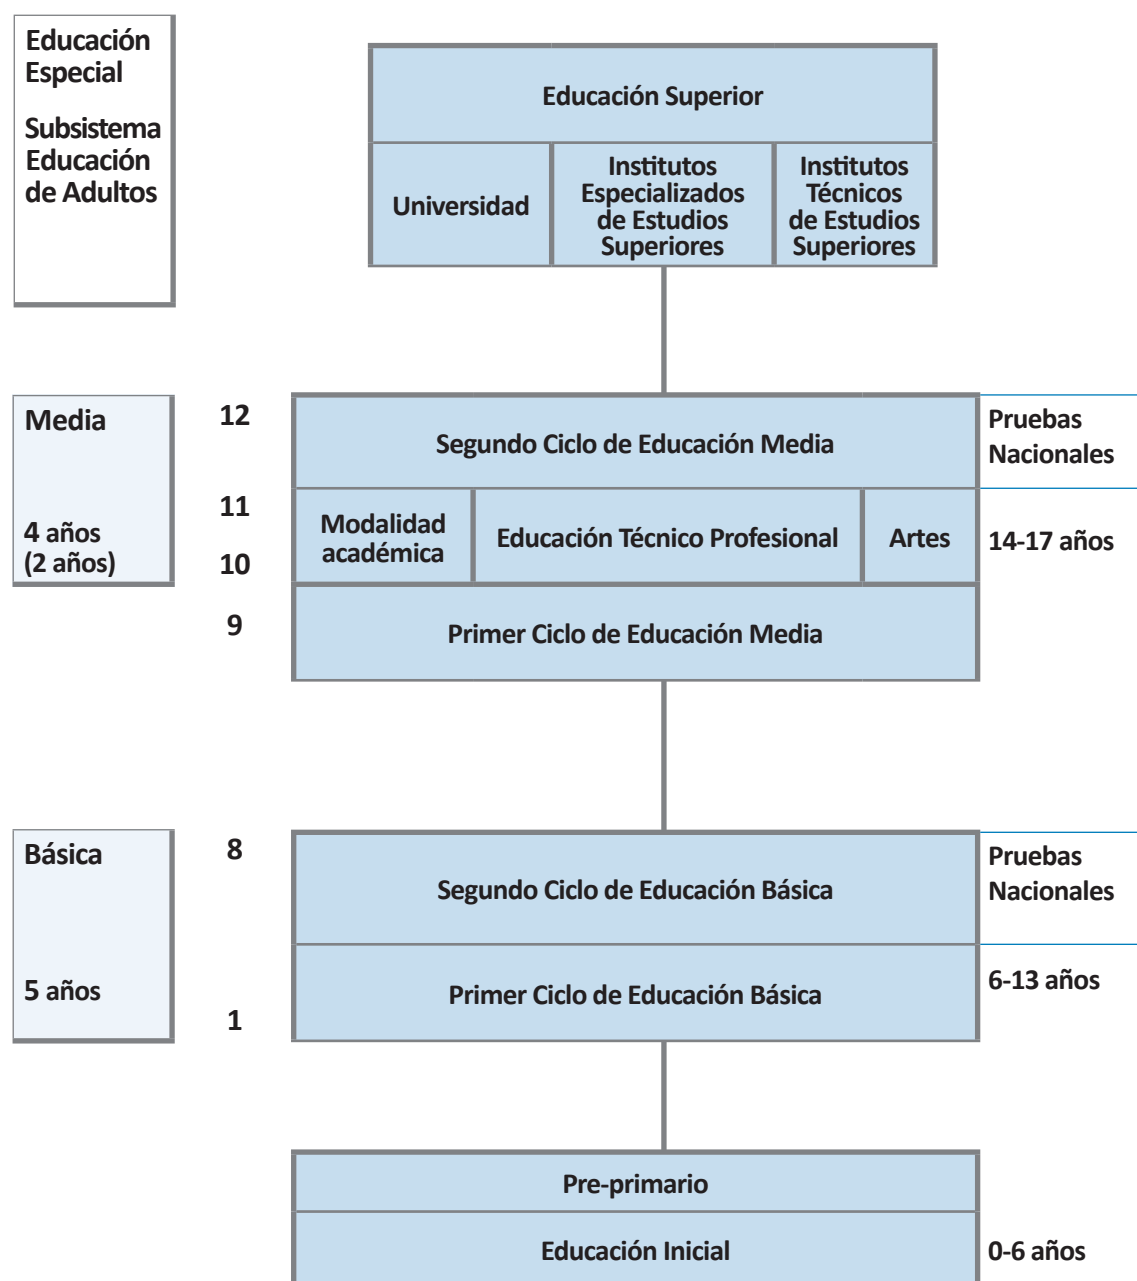 Educación
Especial
Subsistema
Educación
de Adultos
Educación Superior
Universidad
Institutos
Especializados
de Estudios
Superiores
Institutos
Técnicos
de Estudios
Superiores
Media
4 años
(2 años)
12
11
10
9
Segundo Ciclo de Educación Media
Modalidad
académica
Educación Técnico Profesional
Artes
Primer Ciclo de Educación Media
Pruebas
Nacionales
14-17 años
Básica
5 años
8
1
Segundo Ciclo de Educación Básica
Primer Ciclo de Educación Básica
Pruebas
Nacionales
6-13 años
Pre-primario
Educación Inicial
0-6 años